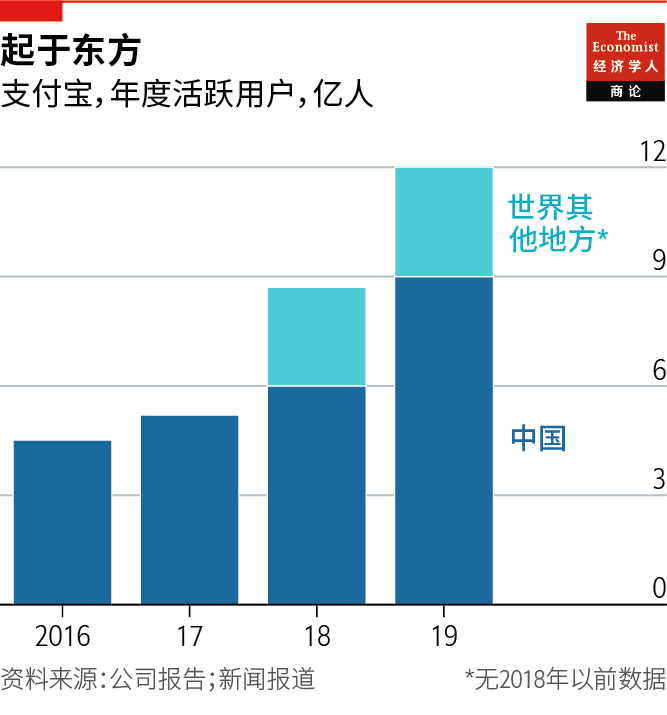 起于东方
支付宝，年度活跃用户，亿人
The
Economist
经济学人
商论
12
世界其
他地方*
9
6
中国
3
0
2016 17 18 19
资料来源：公司报告；新闻报道 *无2018年以前数据